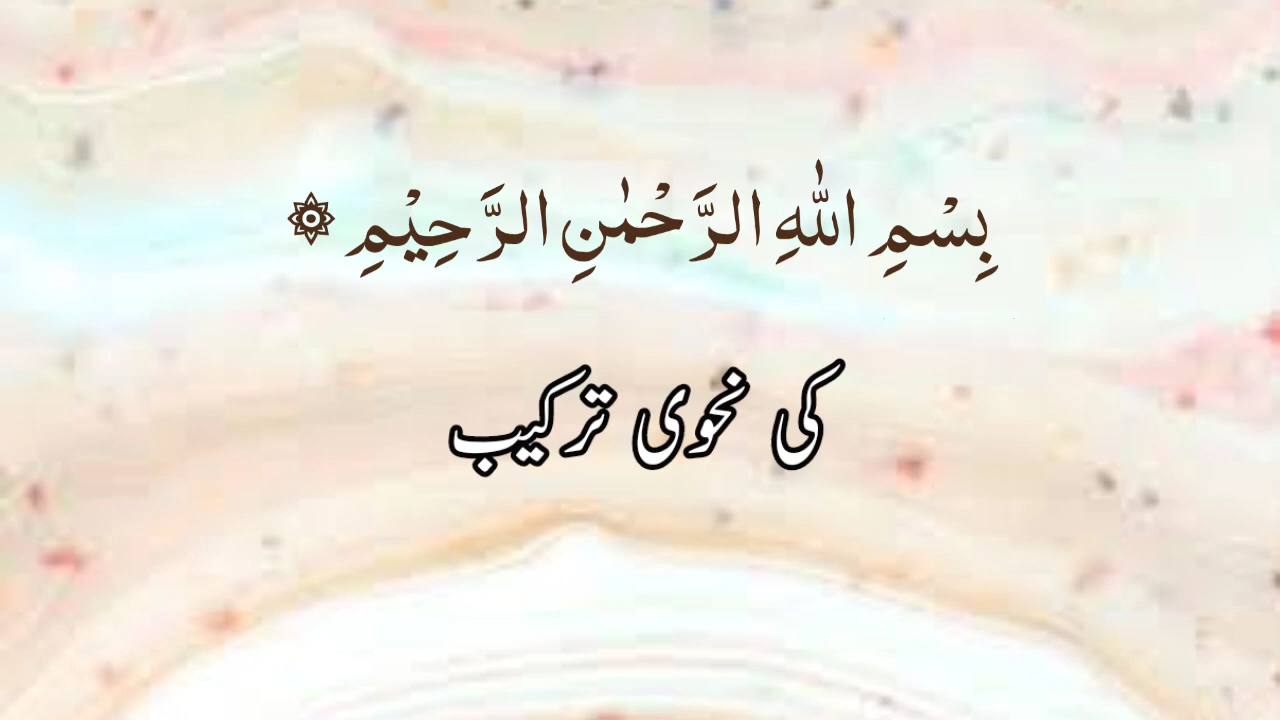 بِسْمِ اللّٰهِ الرَّحْمٰنِ الرَّحِيْمِ ۞
کی نحوی ترکیب